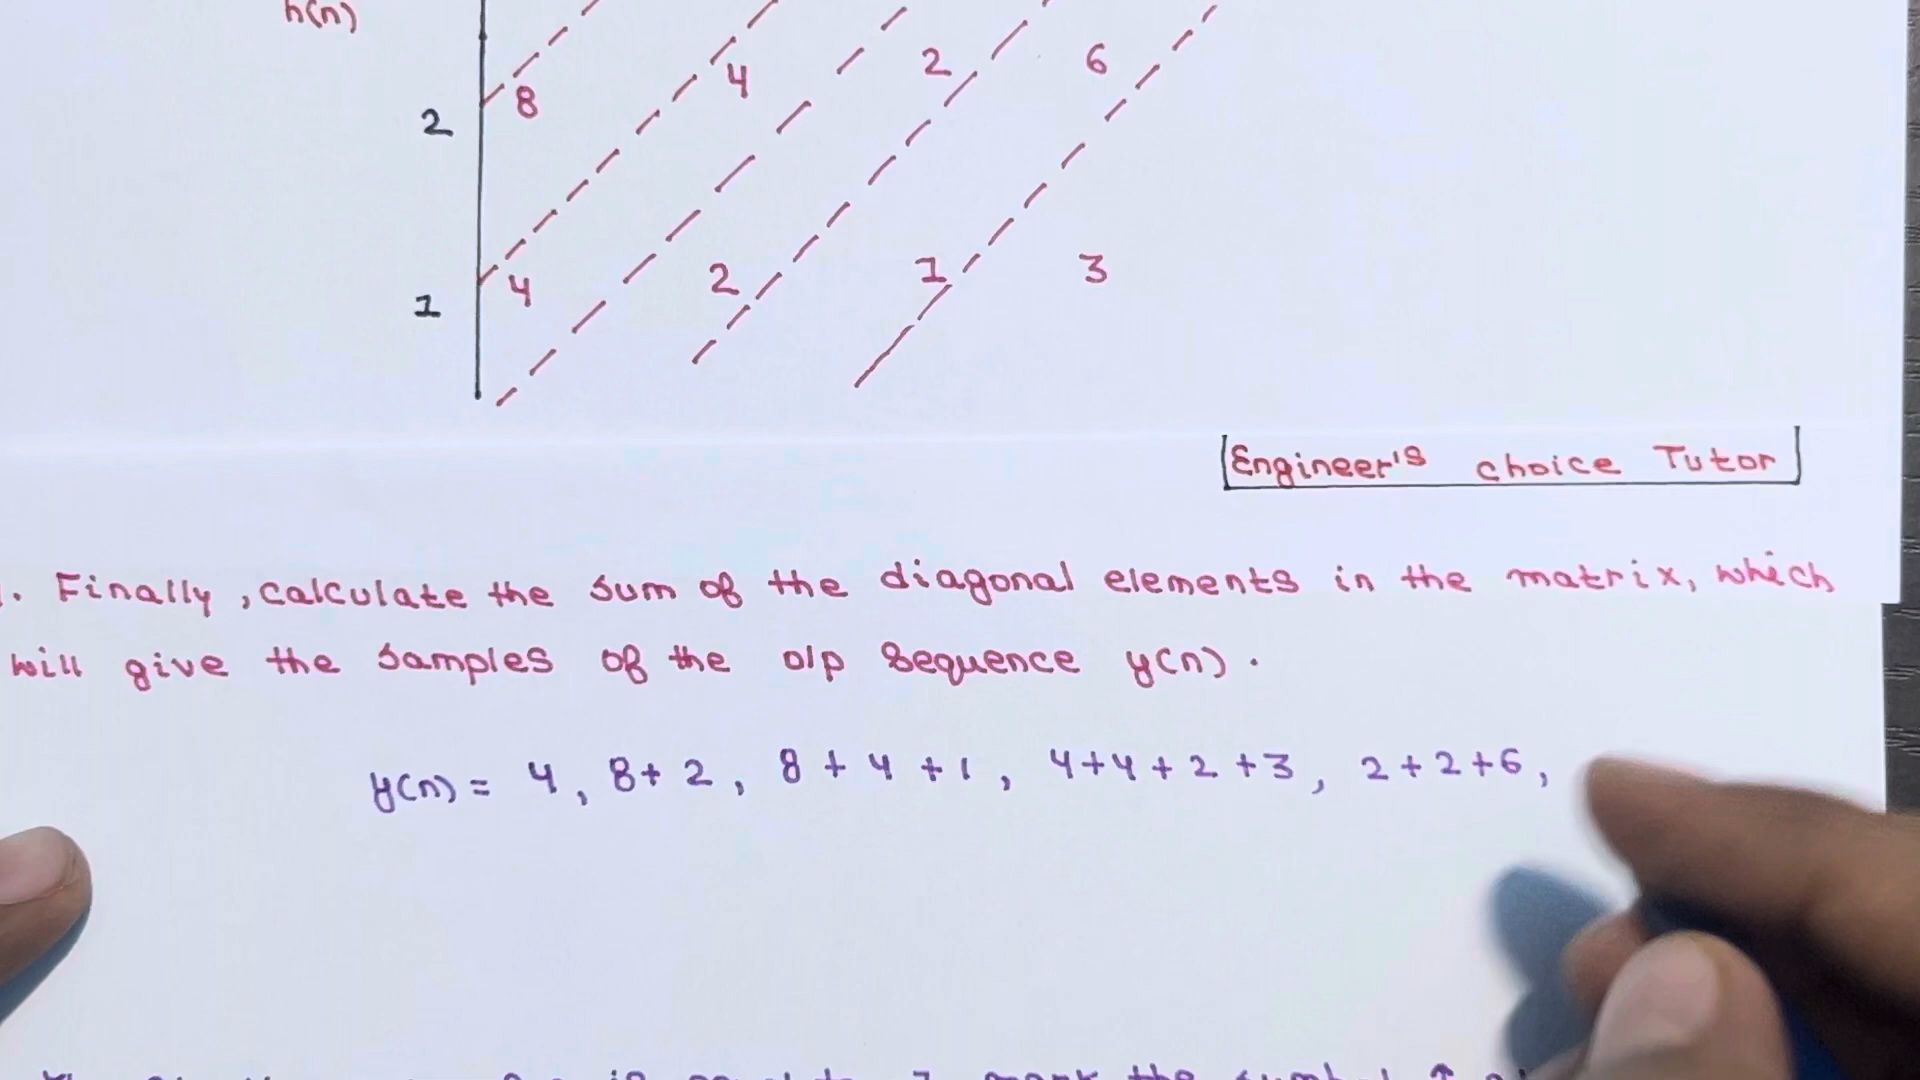 h(n)
2 8 4 2 6
1 4 2 1 3
Engineer's choice Tutor
. Finally, calculate the sum of the diagonal elements in the matrix, which
will give the samples of the o/p sequence y(n).
y(n) = 4, 8+2, 8+4+1, 4+4+2+3, 2+2+6,